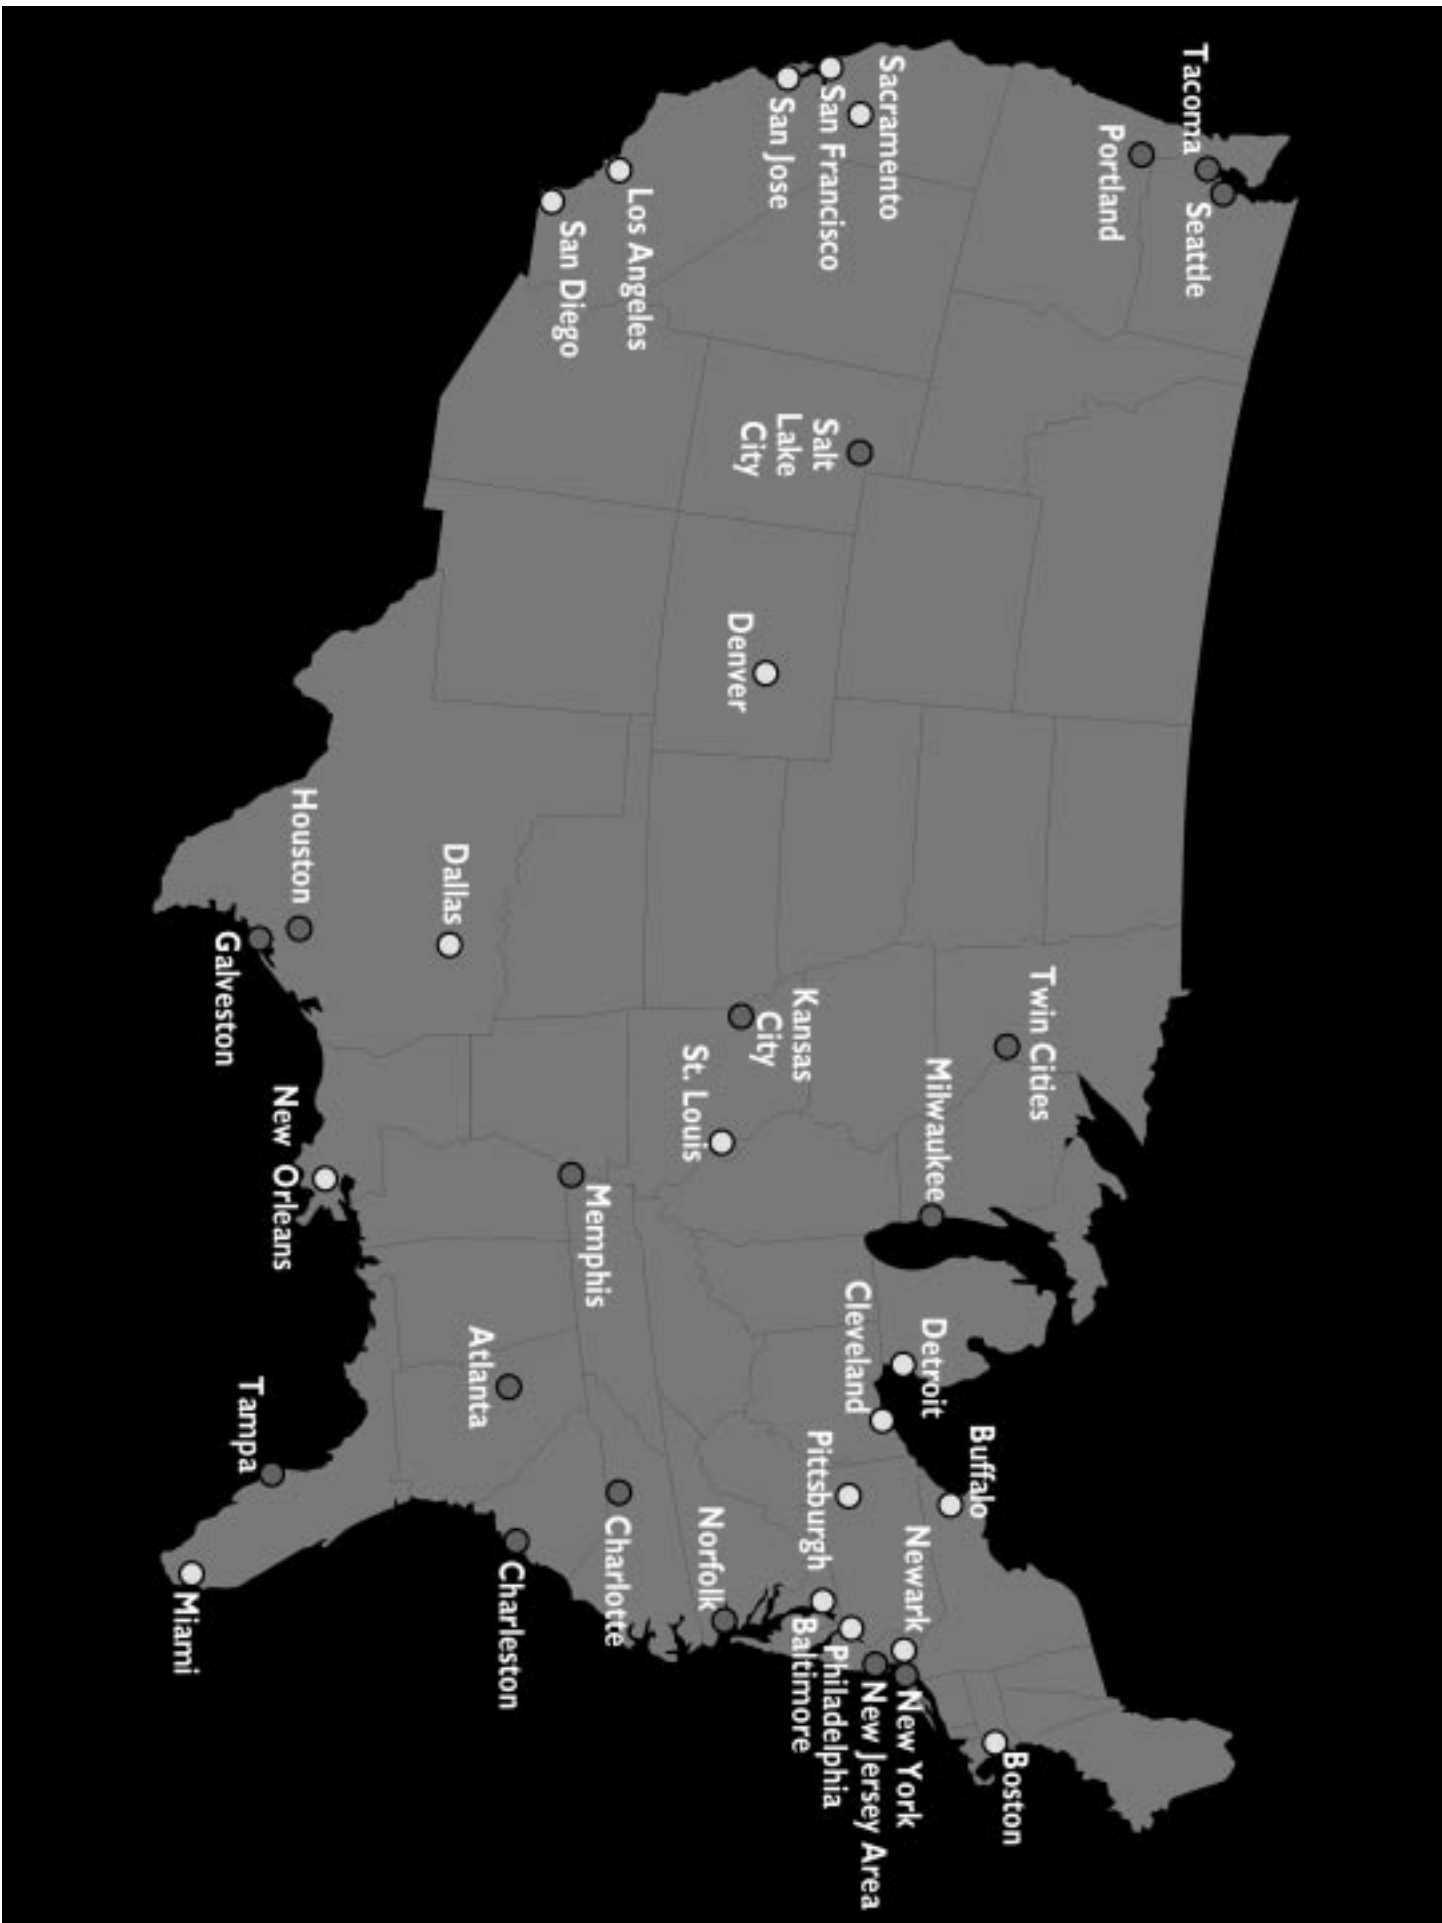 Tacoma
Seattle
Portland
Sacramento
San Francisco
San Jose
Los Angeles
San Diego
Salt
Lake
City
Denver
Twin Cities
Milwaukee
Kansas
City
St. Louis
Dallas
Houston
Galveston
New Orleans
Memphis
Atlanta
Tampa
Miami
Charleston
Charlotte
Norfolk
Detroit
Cleveland
Buffalo
Pittsburgh
Newark
Boston
New York
New Jersey Area
Philadelphia
Baltimore